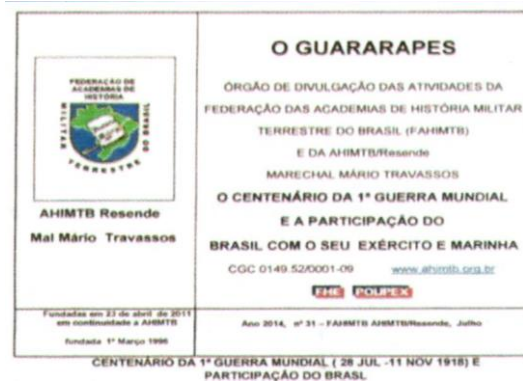 FEDERAÇÃO DE
ACADEMIAS DE
HISTÓRIA
MILITAR
TERRESTRE DO BRASIL
AHIMTB Resende
Mal Mário Travassos
O GUARARAPES
ÓRGÃO DE DIVULGAÇÃO DAS ATIVIDADES DA
FEDERAÇÃO DAS ACADEMIAS DE HISTÓRIA MILITAR
TERRESTRE DO BRASIL (FAHIMTB)
E DA AHIMTB/Resende
MARECHAL MÁRIO TRAVASSOS
O CENTENÁRIO DA 1ª GUERRA MUNDIAL
E A PARTICIPAÇÃO DO
BRASIL COM O SEU EXÉRCITO E MARINHA
CGC 0149.52/0001-09 www.ahimtb.org.br
FHE POUPEX
Fundadas em 23 de abril de 2011
em continuidade a AHIMTB
fundada 1º Março 1996
Ano 2014, nº 31 – FAHIMTB AHIMTB/Resende, Julho
CENTENÁRIO DA 1ª GUERRA MUNDIAL ( 28 JUL -11 NOV 1918) E
PARTICIPAÇÃO DO BRASL